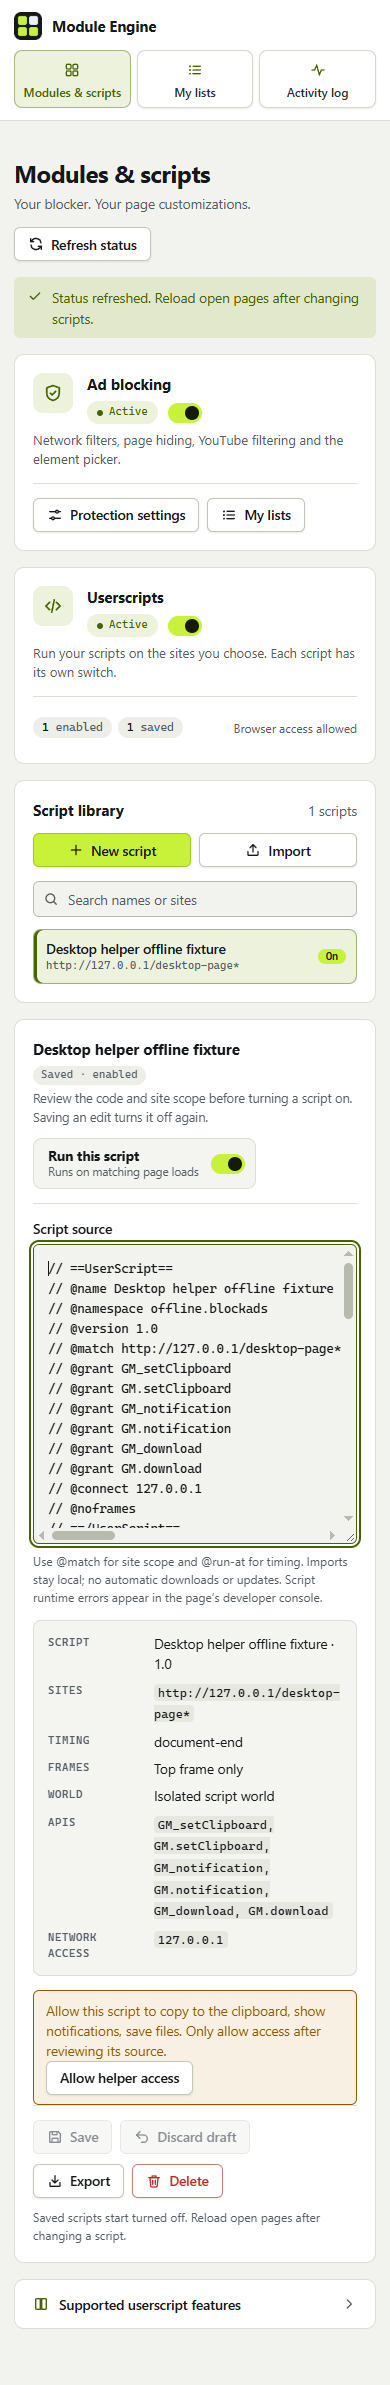 Module Engine
Modules & scripts
My lists
Activity log
Modules & scripts
Your blocker. Your page customizations.
Refresh status
Status refreshed. Reload open pages after changing
scripts.
Ad blocking
Active
Network filters, page hiding, YouTube filtering and the
element picker.
Protection settings
My lists
Userscripts
Active
Run your scripts on the sites you choose. Each script has
its own switch.
1 enabled
1 saved
Browser access allowed
Script library
1 scripts
New script
Import
Search names or sites
Desktop helper offline fixture
http://127.0.0.1/desktop-page*
On
Desktop helper offline fixture
Saved · enabled
Review the code and site scope before turning a script on.
Saving an edit turns it off again.
Run this script
Runs on matching page loads
Script source
// ==UserScript==
// @name Desktop helper offline fixture
// @namespace offline.blockads
// @version 1.0
// @match http://127.0.0.1/desktop-page*
// @grant GM_setClipboard
// @grant GM.setClipboard
// @grant GM_notification
// @grant GM.notification
// @grant GM_download
// @grant GM.download
// @connect 127.0.0.1
// @noframes
// ==/UserScript==
Use @match for site scope and @run-at for timing. Imports
stay local; no automatic downloads or updates. Script
runtime errors appear in the page's developer console.
SCRIPT
Desktop helper offline fixture ·
1.0
SITES
http://127.0.0.1/desktop-
page*
TIMING
document-end
FRAMES
Top frame only
WORLD
Isolated script world
APIS
GM_setClipboard,
GM.setClipboard,
GM_notification,
GM.notification,
GM_download, GM.download
NETWORK
ACCESS
127.0.0.1
Allow this script to copy to the clipboard, show
notifications, save files. Only allow access after
reviewing its source.
Allow helper access
Save
Discard draft
Export
Delete
Saved scripts start turned off. Reload open pages after
changing a script.
Supported userscript features